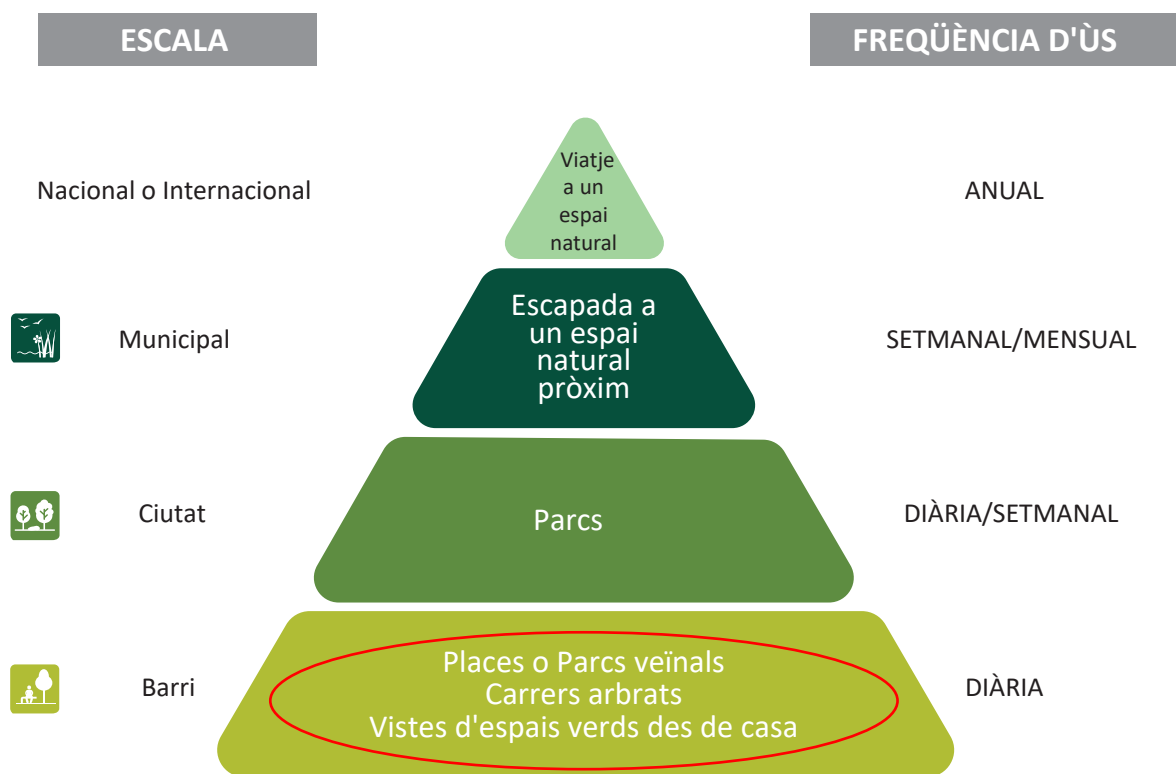 ESCALA
FREQÜÈNCIA D'ÙS
Nacional o Internacional
Viatje
a un
espai
natural
ANUAL
Municipal
Escapada a
un espai
natural
pròxim
SETMANAL/MENSUAL
Ciutat
Parcs
DIÀRIA/SETMANAL
Barri
Places o Parcs veïnals
Carrers arbrats
Vistes d'espais verds des de casa
DIÀRIA